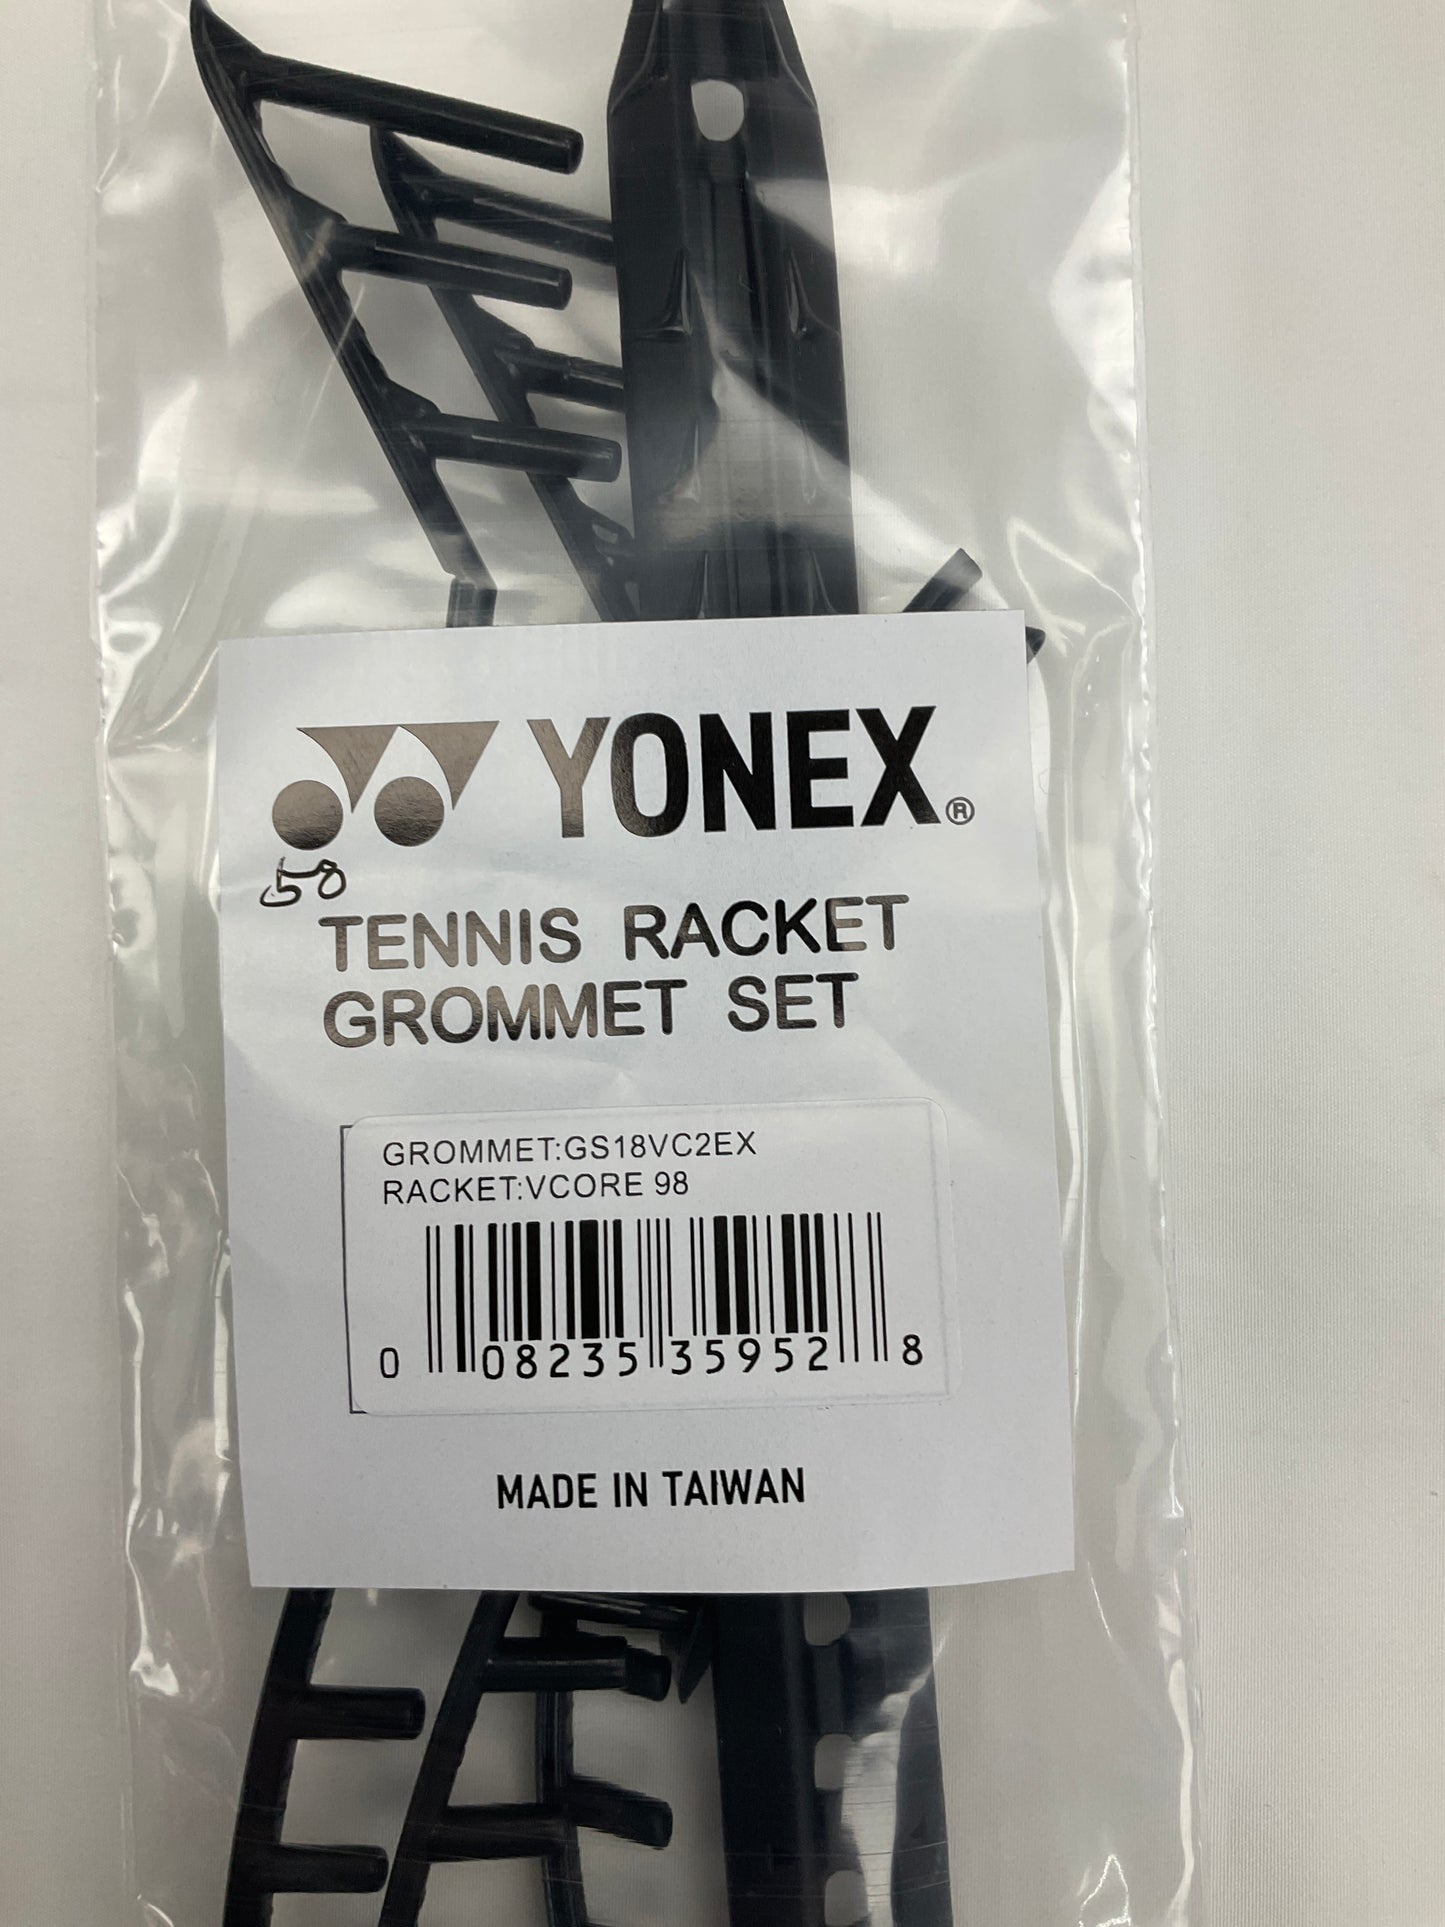 YONEX®
58
TENNIS RACKET
GROMMET SET
GROMMET:GS18VC2EX
RACKET:VCORE 98
0 08235 35952 8
MADE IN TAIWAN